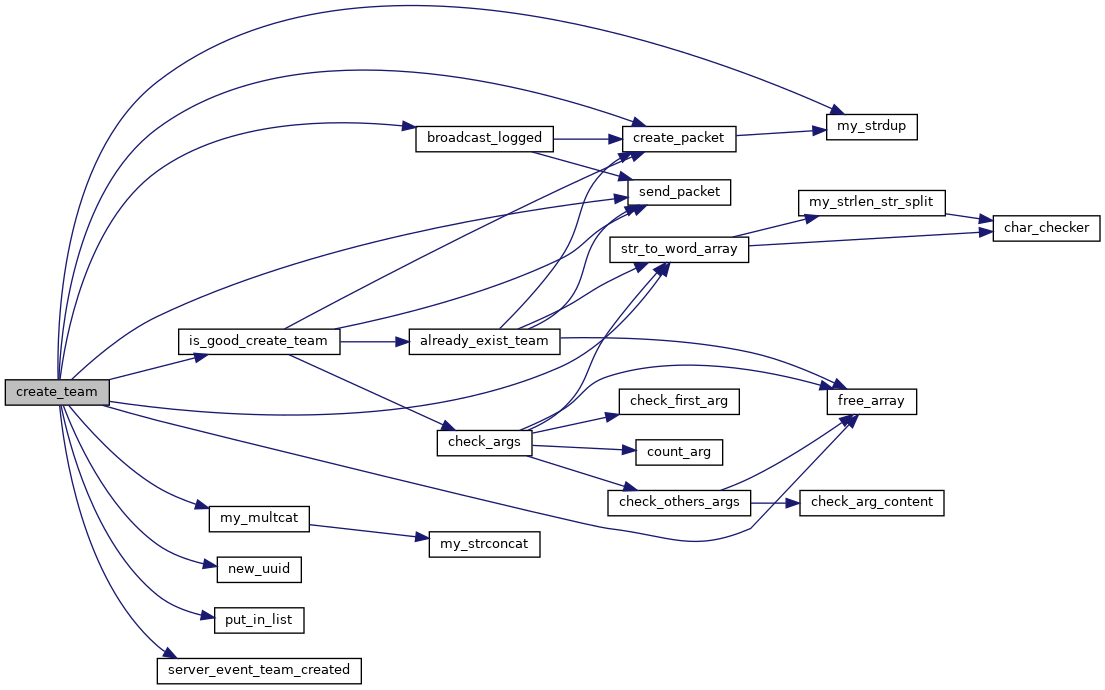 my_strdup
broadcast_logged
create_packet
send_packet
my_strlen_str_split
char_checker
str_to_word_array
is_good_create_team
already_exist_team
create_team
check_first_arg
free_array
check_args
count_arg
check_others_args
check_arg_content
my_multcat
my_strconcat
new_uuid
put_in_list
server_event_team_created